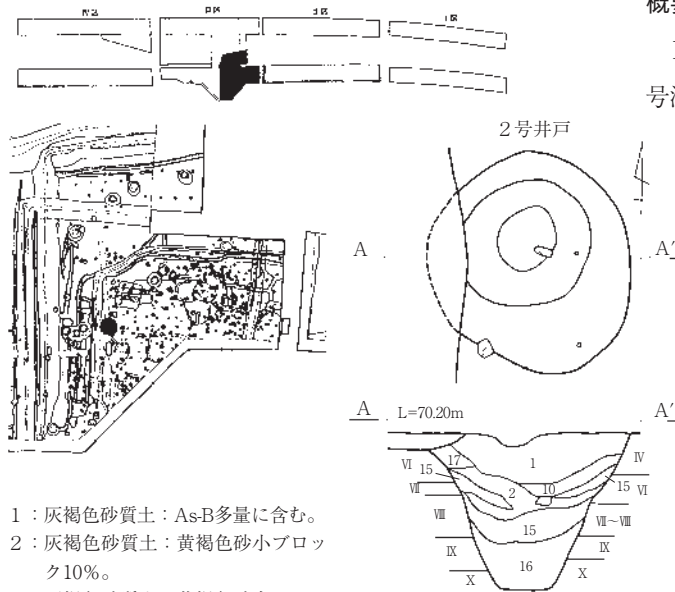 概
号
2号井戸
A A'
A L=70.20m A'
Ⅵ 17 1 Ⅳ
15 2 10 15 Ⅵ
Ⅶ
Ⅷ 15 Ⅶ～Ⅷ
Ⅸ 16 Ⅸ
Ⅹ Ⅹ
1：灰褐色砂質土：As-B多量に含む。
2：灰褐色砂質土：黄褐色砂小ブロッ
ク10%。